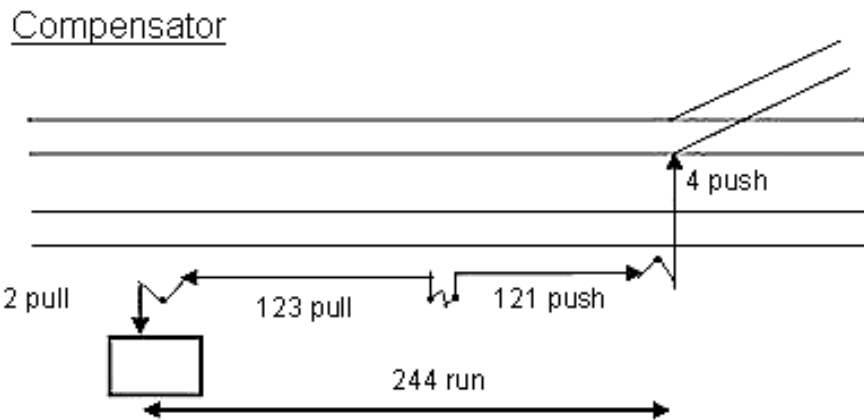 Compensator
4 push
2 pull
123 pull
121 push
244 run